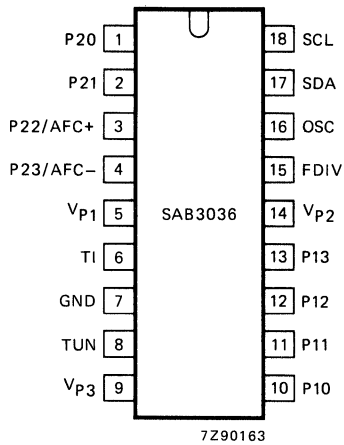 P20 1 18 SCL
P21 2 17 SDA
P22/AFC+ 3 16 OSC
P23/AFC− 4 15 FDIV
VP1 5 SAB3036 14 VP2
TI 6 13 P13
GND 7 12 P12
TUN 8 11 P11
VP3 9 10 P10
7Z90163